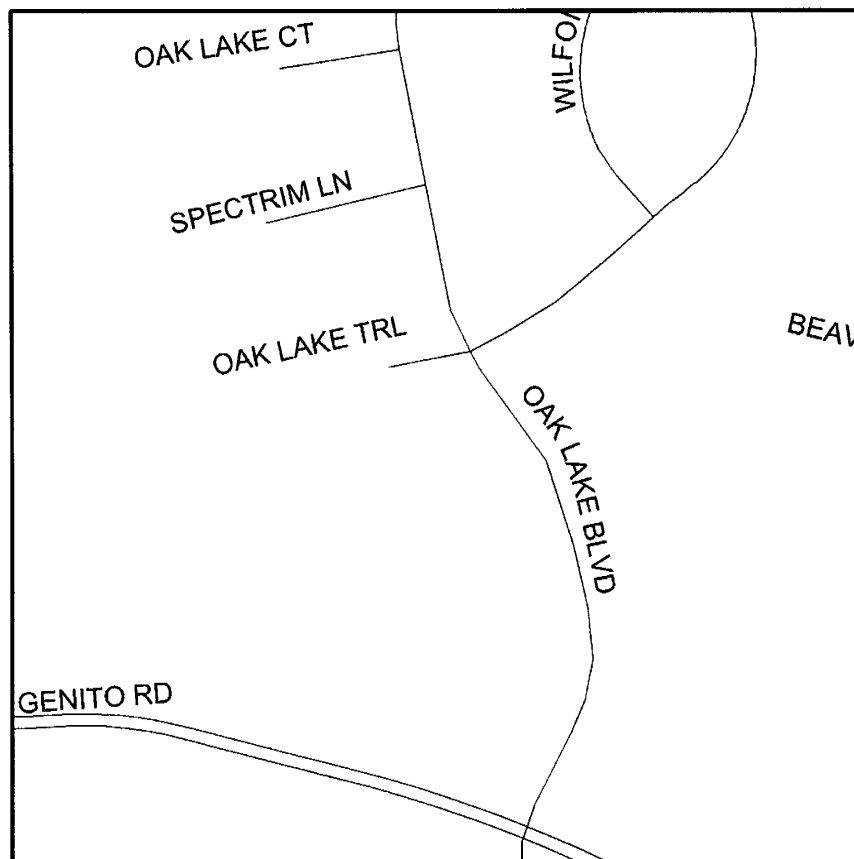 OAK LAKE CT
SPECTRIM LN
OAK LAKE TRL
OAK LAKE BLVD
GENITO RD